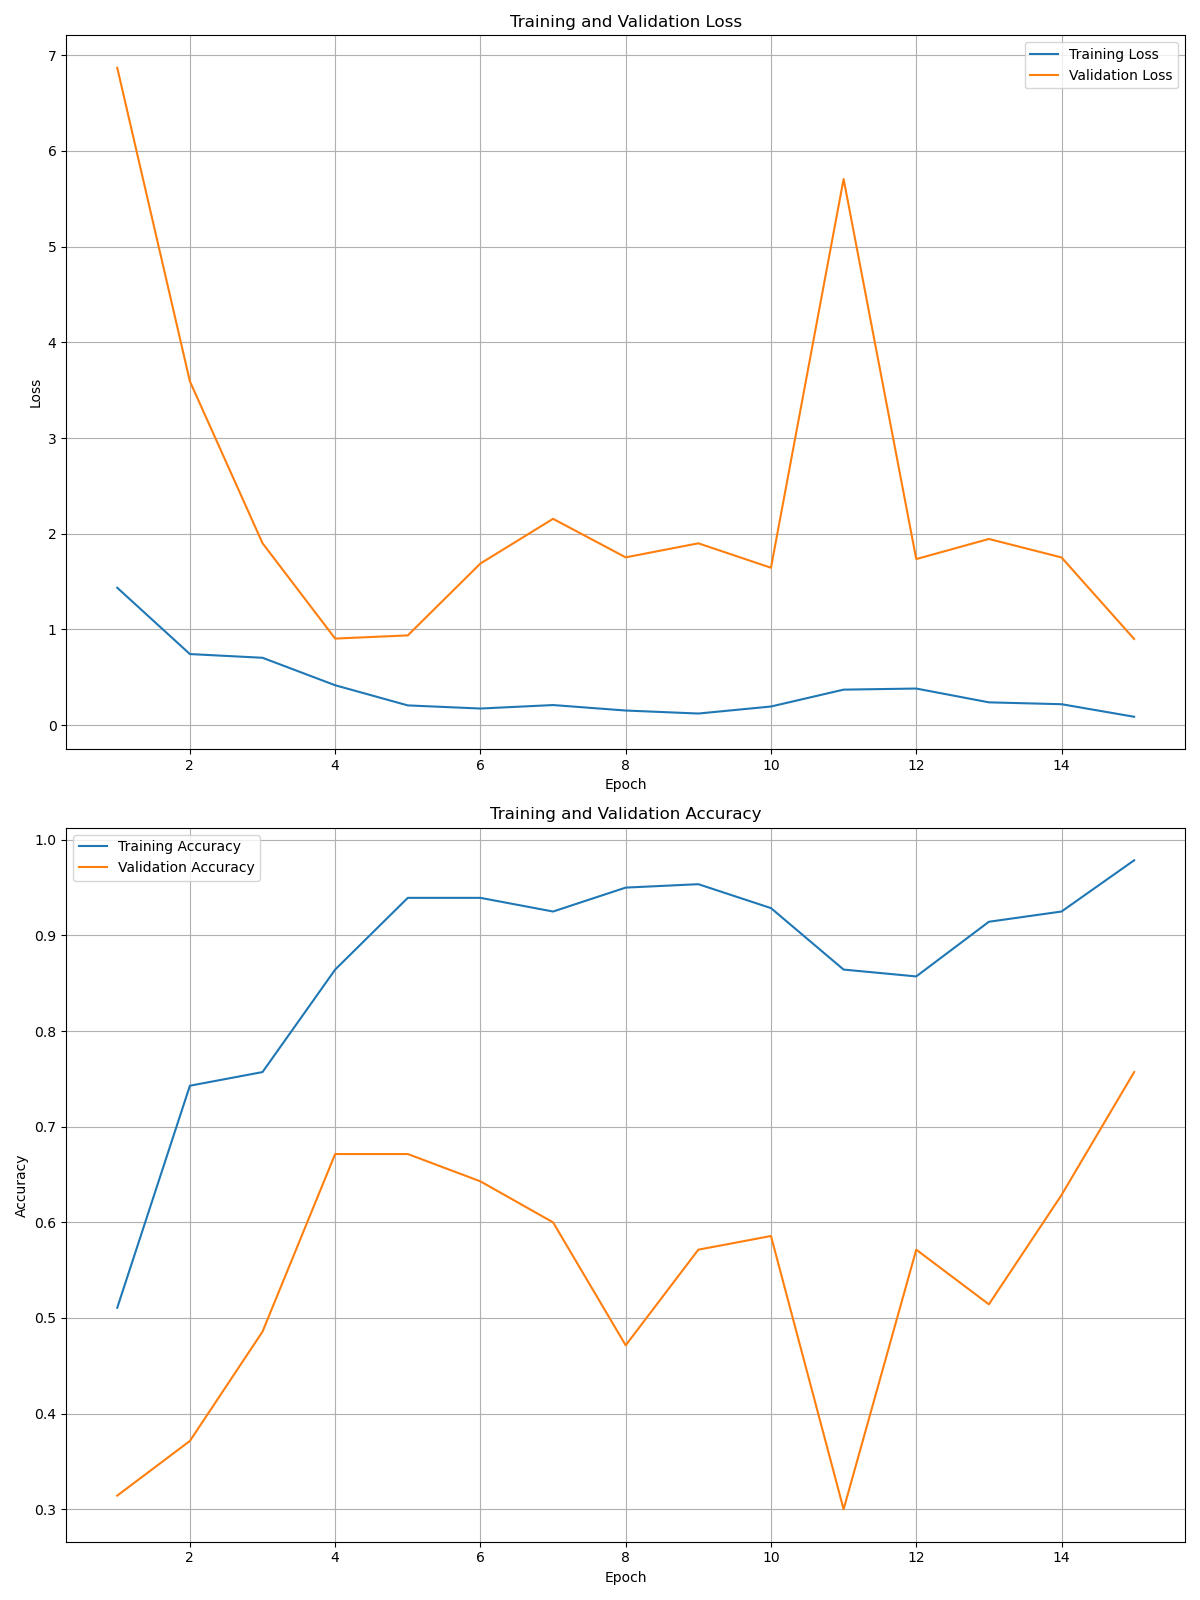 Training and Validation Loss
Training Loss
Validation Loss
7
6
5
4
3
2
1
0
Loss
2 4 6 8 10 12 14
Epoch
Training and Validation Accuracy
Training Accuracy
Validation Accuracy
1.0
0.9
0.8
0.7
0.6
0.5
0.4
0.3
Accuracy
2 4 6 8 10 12 14
Epoch